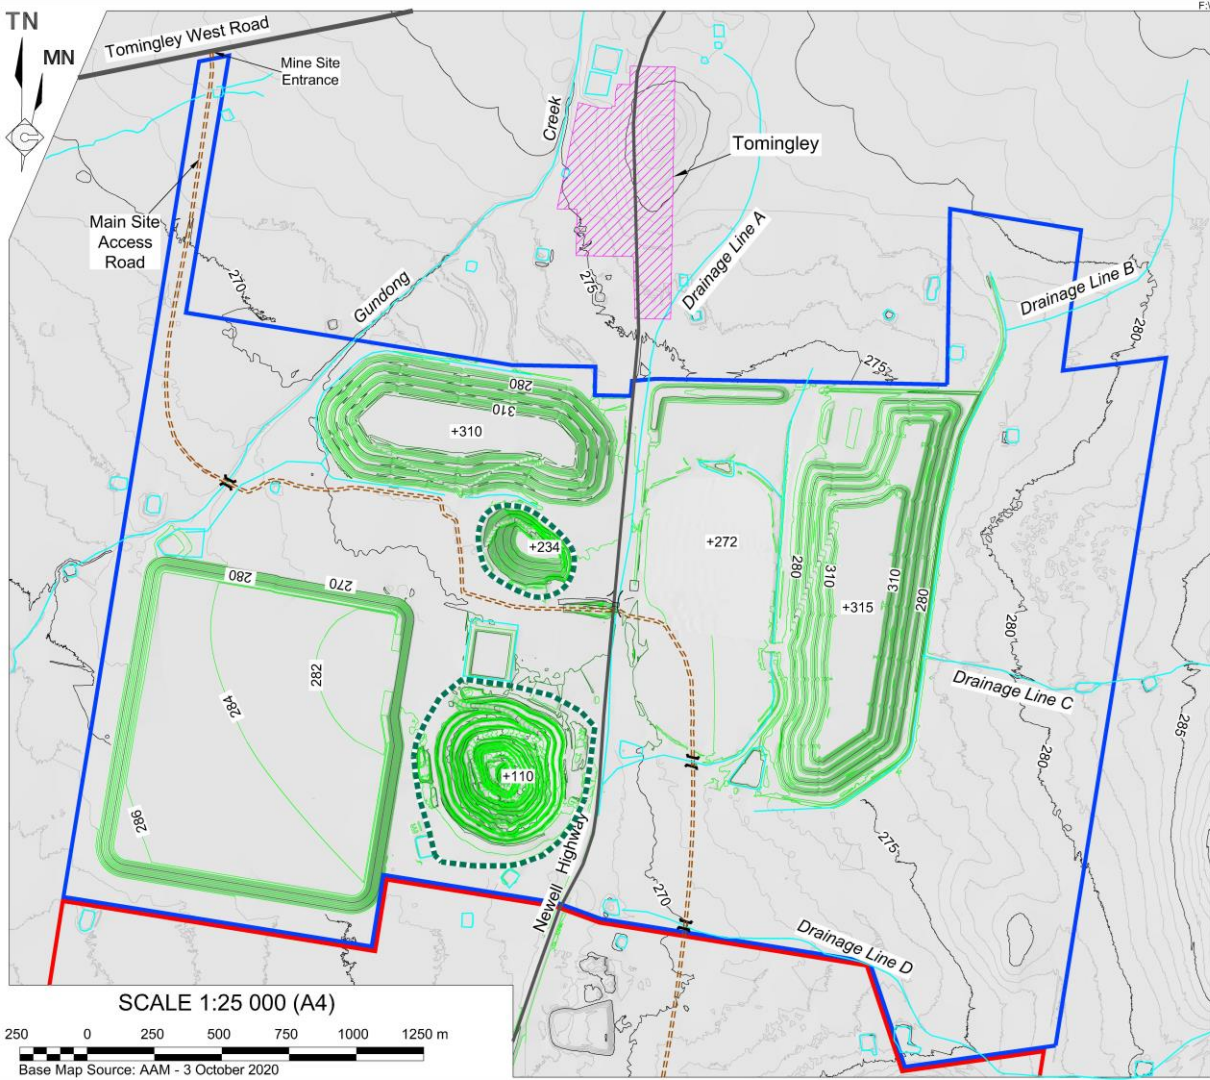 F:\
TN
MN
Tomingley West Road
Mine Site
Entrance
Creek
Tomingley
Main Site
Access
Road
Drainage Line A
270
Gundong
275
Drainage Line B
280
275
280
310
+310
+234
+272
280
310
310
280
+315
280
270
282
284
286
280
Drainage Line C
285
280
+110
275
Newell Highway
270
Drainage Line D
SCALE 1:25 000 (A4)
250 0 250 500 750 1000 1250 m
Base Map Source: AAM - 3 October 2020